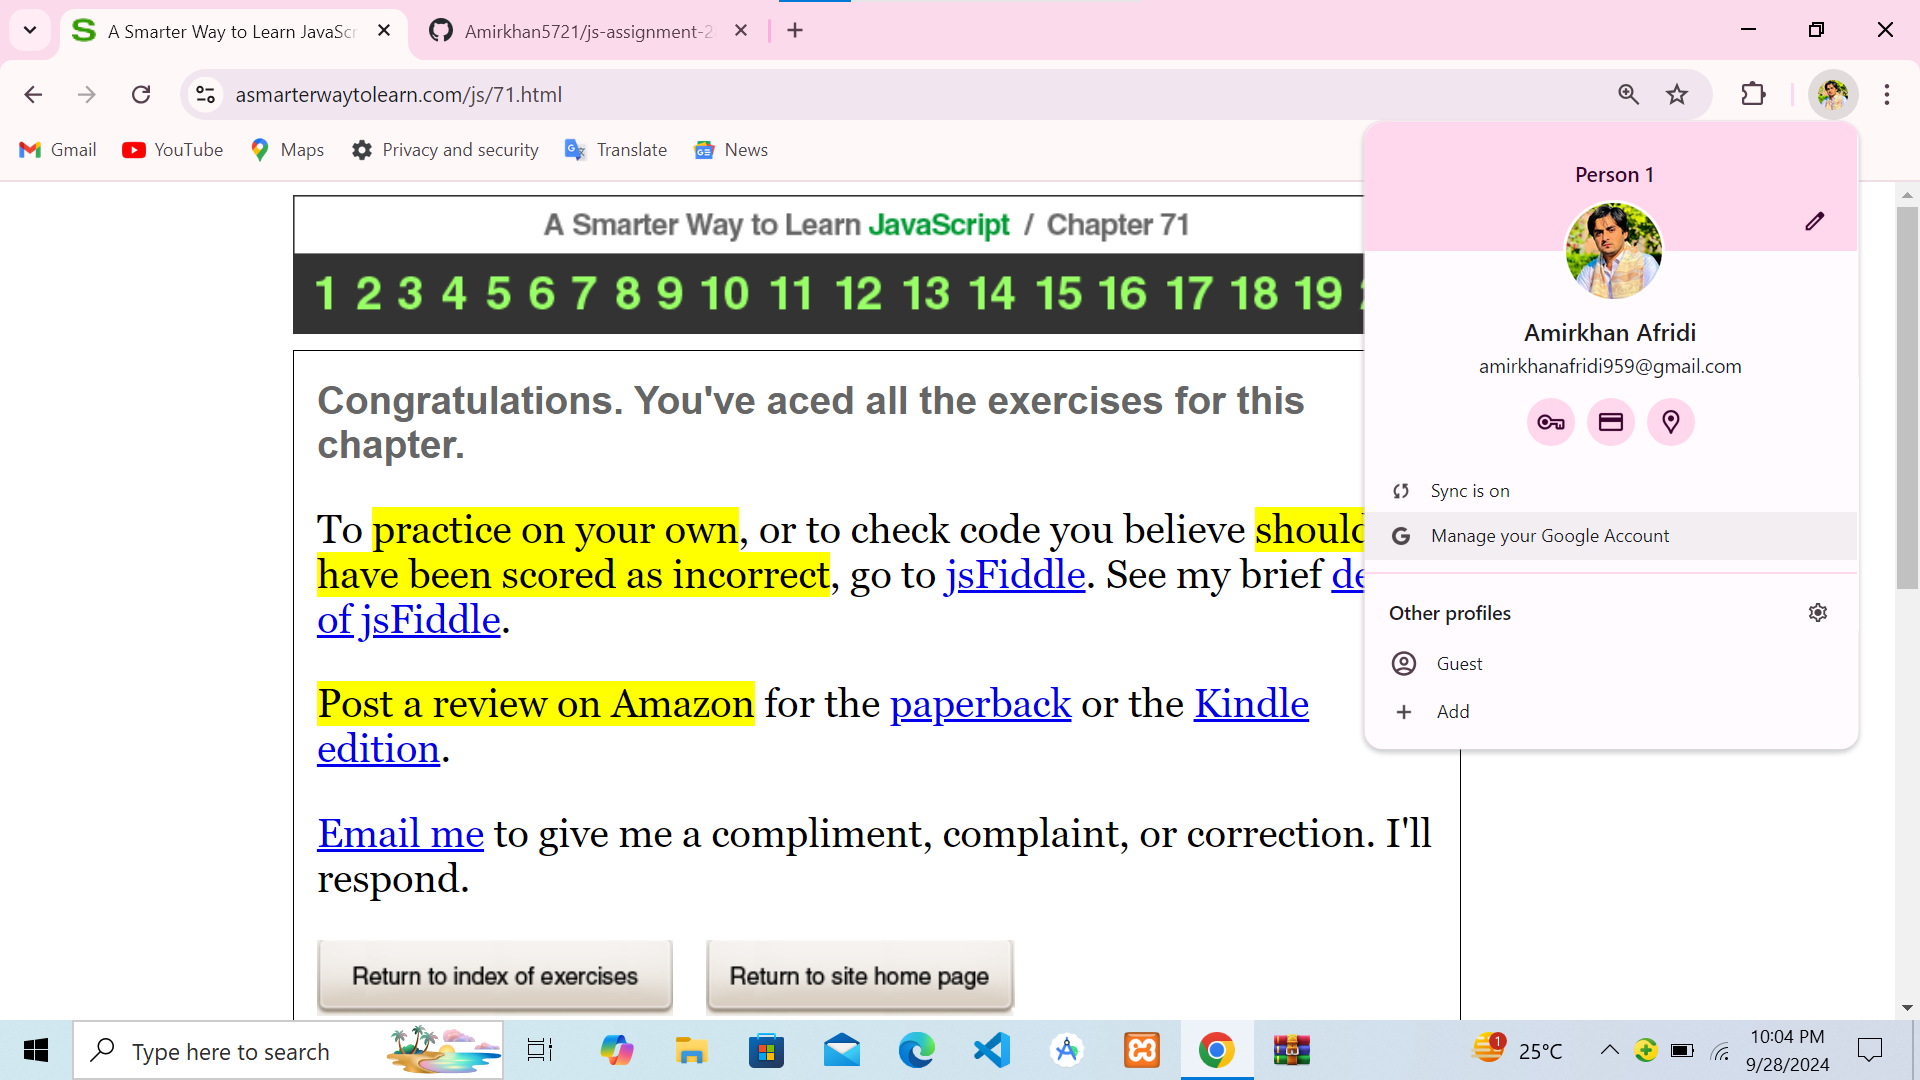 A Smarter Way to Learn JavaScr
Amirkhan5721/js-assignment-2
asmarterwaytolearn.com/js/71.html
Gmail
YouTube
Maps
Privacy and security
Translate
News
A Smarter Way to Learn JavaScript / Chapter 71
1 2 3 4 5 6 7 8 9 10 11 12 13 14 15 16 17 18 19
Congratulations. You've aced all the exercises for this
chapter.
To practice on your own, or to check code you believe should
have been scored as incorrect, go to jsFiddle. See my brief de
of jsFiddle.
Post a review on Amazon for the paperback or the Kindle
edition.
Email me to give me a compliment, complaint, or correction. I'll
respond.
Return to index of exercises
Return to site home page
Person 1
Amirkhan Afridi
amirkhanafridi959@gmail.com
Sync is on
Manage your Google Account
Other profiles
Guest
Add
Type here to search
1
25°C
10:04 PM
9/28/2024